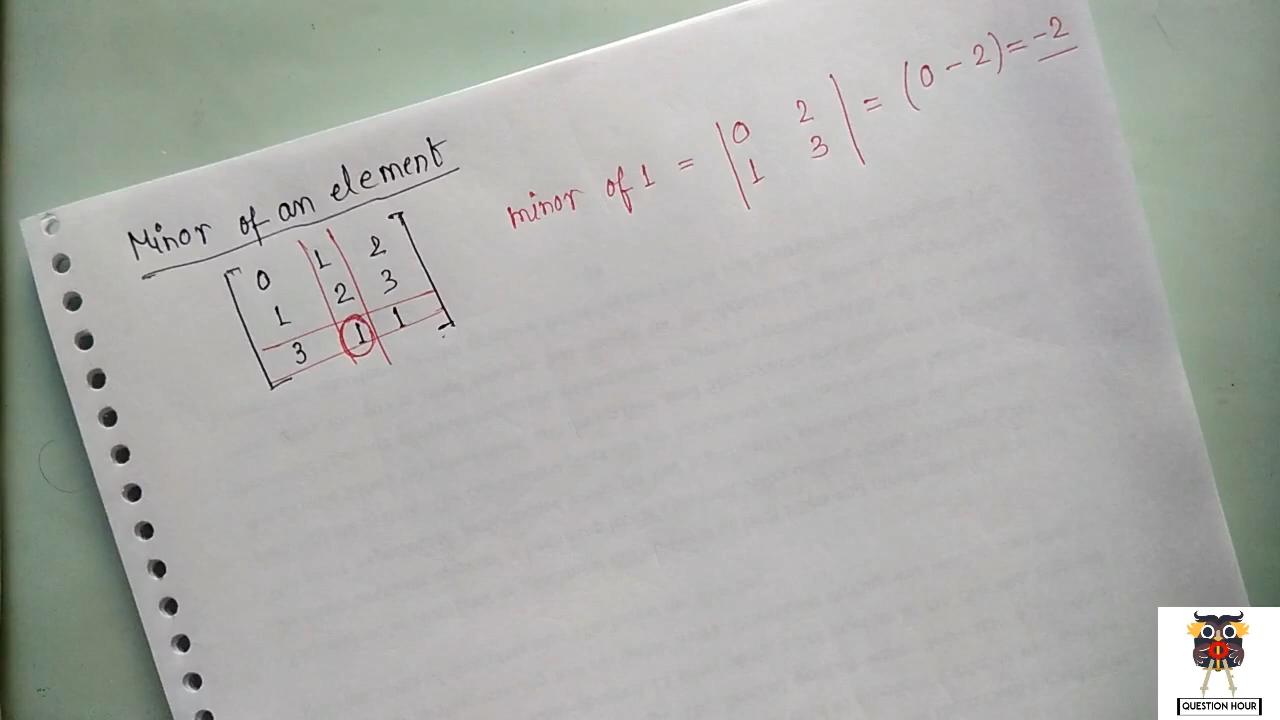 Minor of an element
0 1 2
1 2 3
3 1 1
minor of 1 = | 0 2 | = (0 - 2) = -2
| 1 3 |
QUESTION HOUR